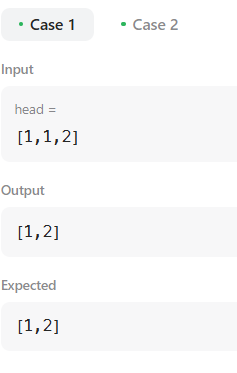 Case 1 Case 2
Input
head =
[1,1,2]
Output
[1,2]
Expected
[1,2]